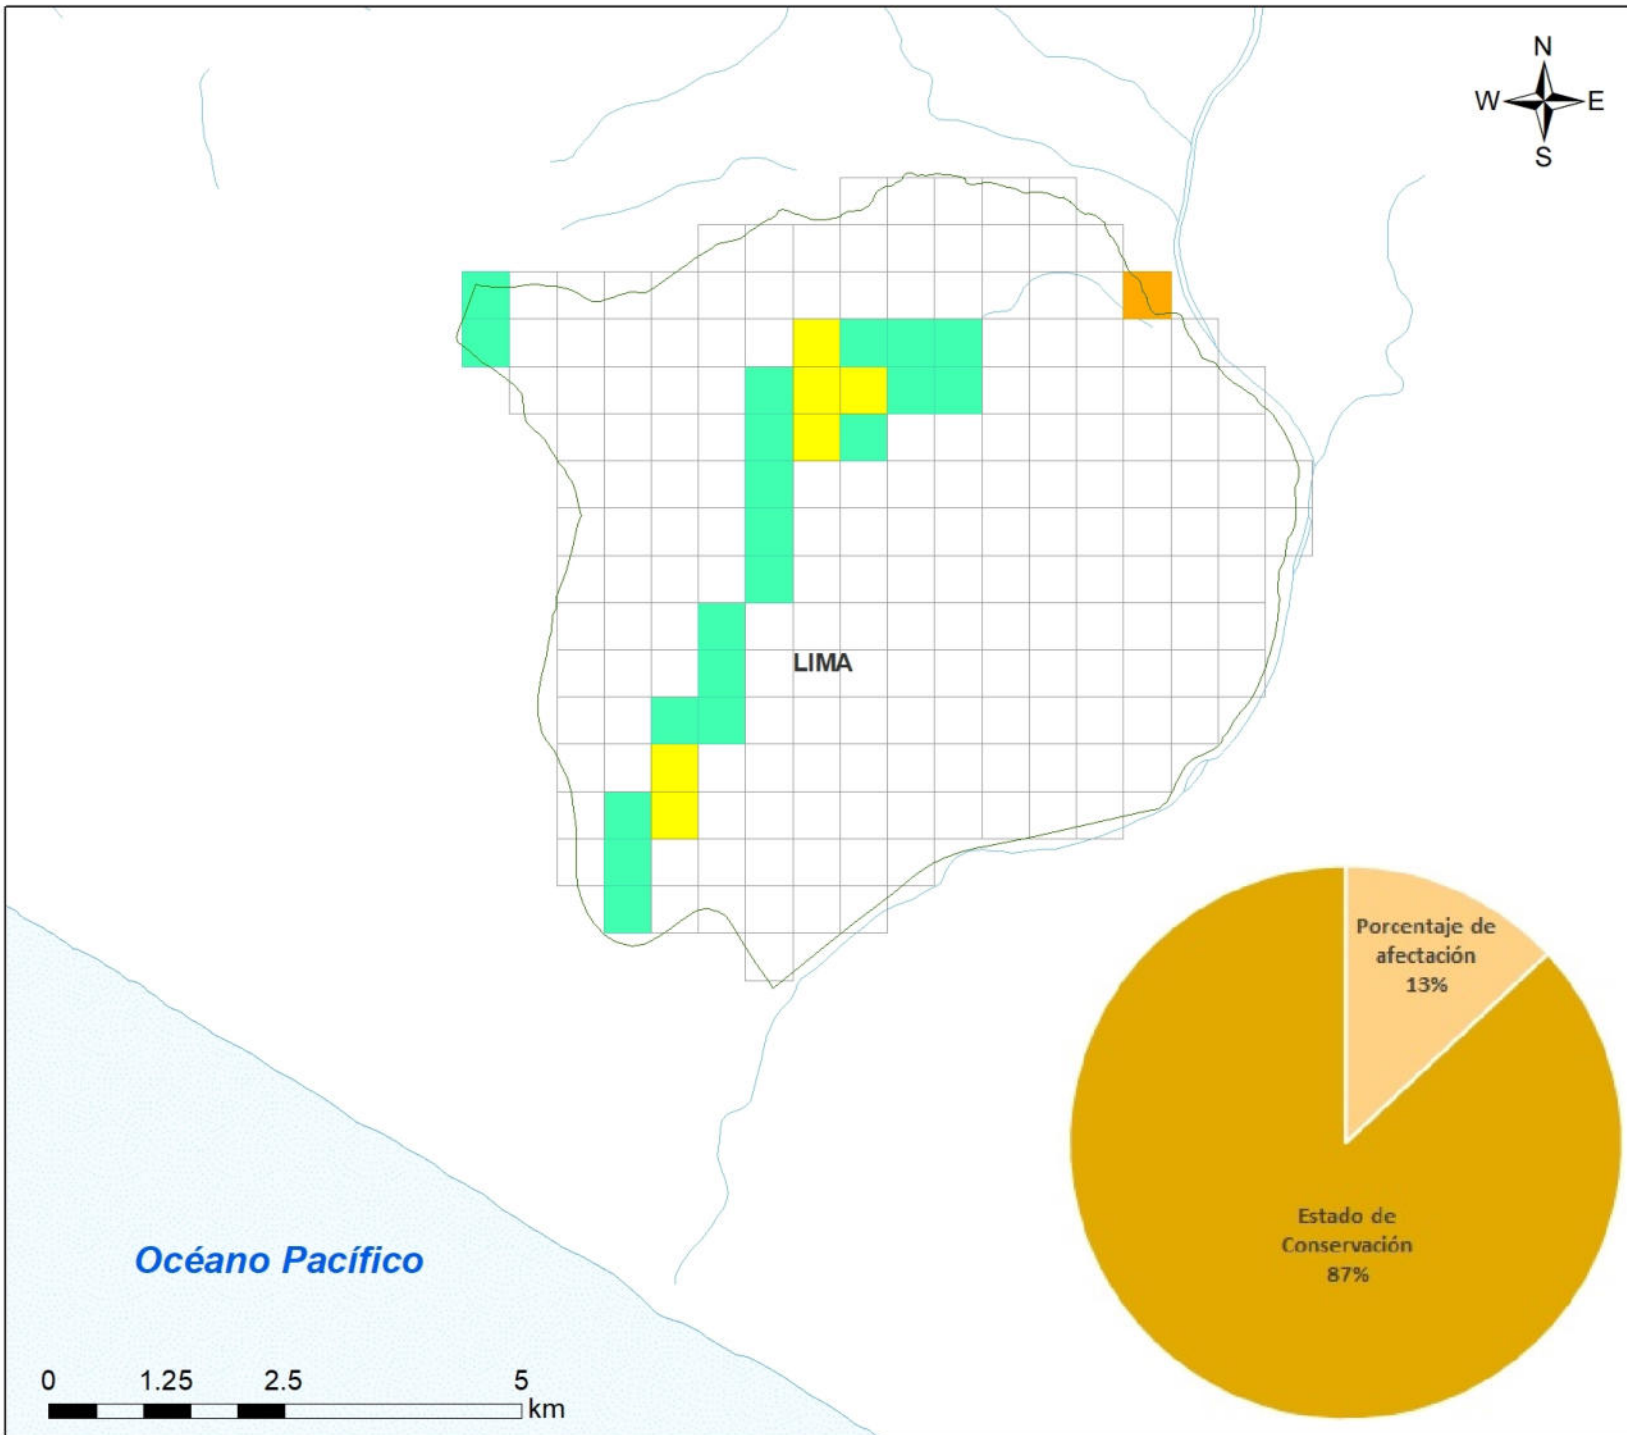 N
W E
S
LIMA
Porcentaje de
afectación
13%
Estado de
Conservación
87%
Océano Pacífico
0 1.25 2.5 5
km